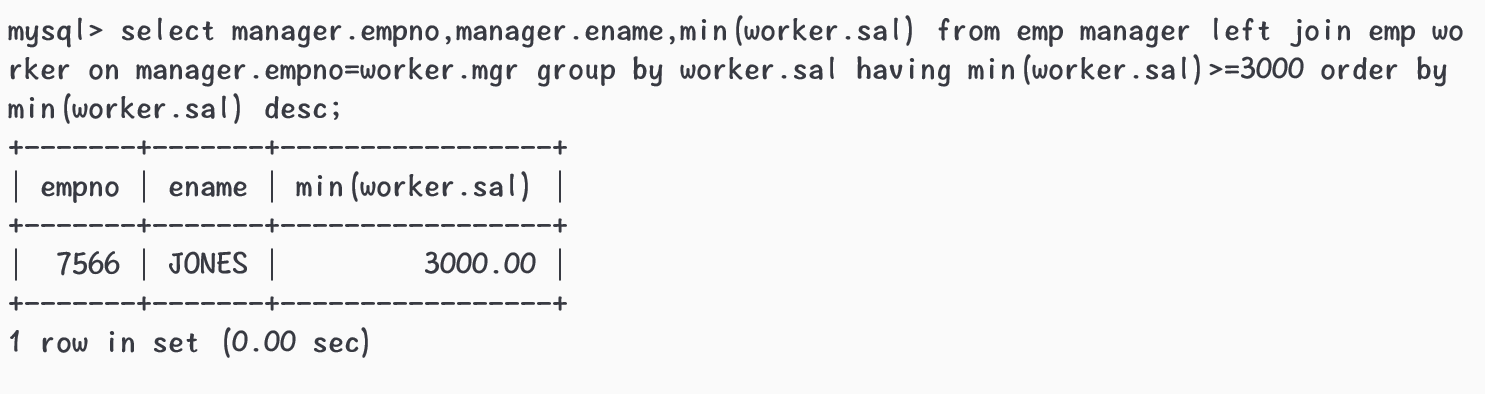 mysql> select manager.empno,manager.ename,min(worker.sal) from emp manager left join emp wo
rker on manager.empno=worker.mgr group by worker.sal having min(worker.sal)>=3000 order by
min(worker.sal) desc;
+-------+-------+-----------------+
| empno | ename | min(worker.sal) |
+-------+-------+-----------------+
|  7566 | JONES |         3000.00 |
+-------+-------+-----------------+
1 row in set (0.00 sec)